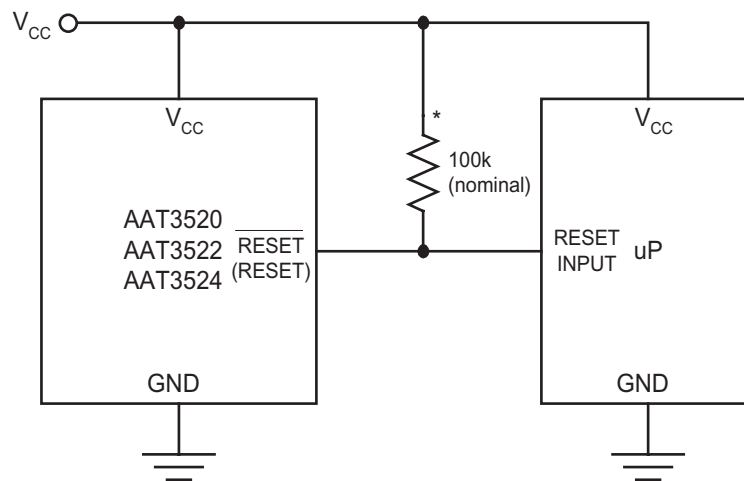 VCC
VCC
AAT3520
AAT3522
AAT3524
RESET
(RESET)
GND
*
100k
(nominal)
VCC
RESET
INPUT
uP
GND